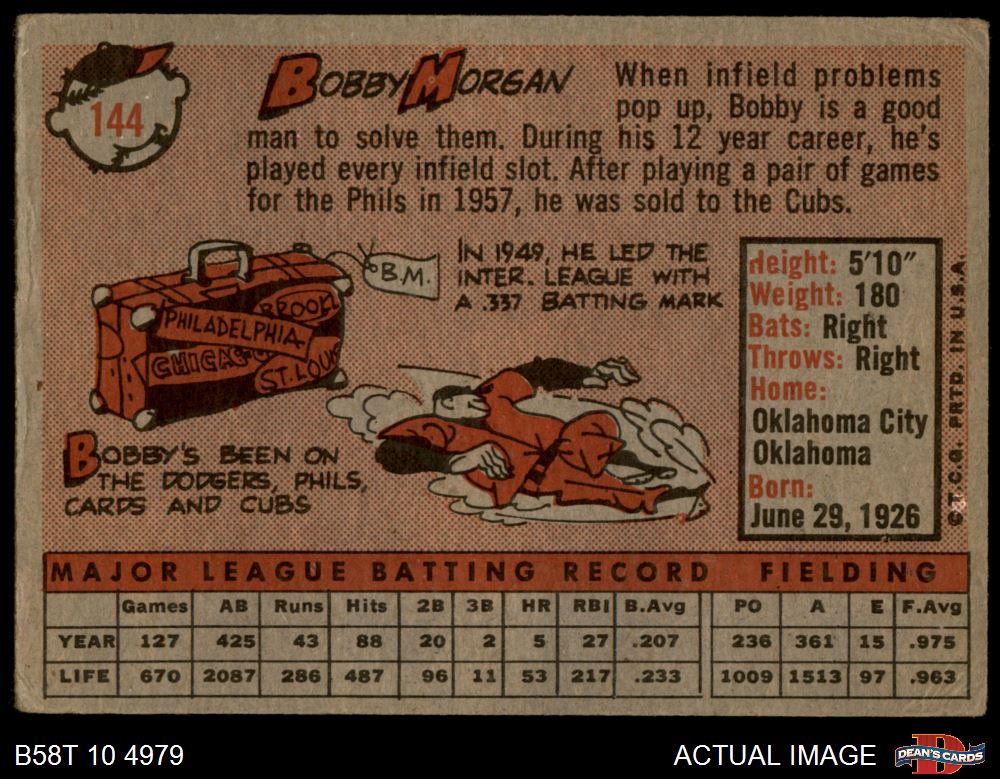 144
BOBBY MORGAN
When infield problems
pop up, Bobby is a good
man to solve them. During his 12 year career, he's
played every infield slot. After playing a pair of games
for the Phils in 1957, he was sold to the Cubs.
B.M.
BROOK
PHILADELPHIA
CHICAGO
ST. LOU
IN 1949, HE LED THE
INTER. LEAGUE WITH
A .337 BATTING MARK
BOBBY'S BEEN ON
THE DODGERS, PHILS,
CARDS AND CUBS
Height: 5'10"
Weight: 180
Bats: Right
Throws: Right
Home:
Oklahoma City
Oklahoma
Born:
June 29, 1926
© T.C.G. PRTD. IN U.S.A.
MAJOR LEAGUE BATTING RECORD FIELDING
Games AB Runs Hits 2B 3B HR RBI B.Avg PO A E F.Avg
YEAR 127 425 43 88 20 2 5 27 .207 236 361 15 .975
LIFE 670 2087 286 487 96 11 53 217 .233 1009 1513 97 .963
B58T 10 4979
ACTUAL IMAGE
D
DEAN'S CARDS